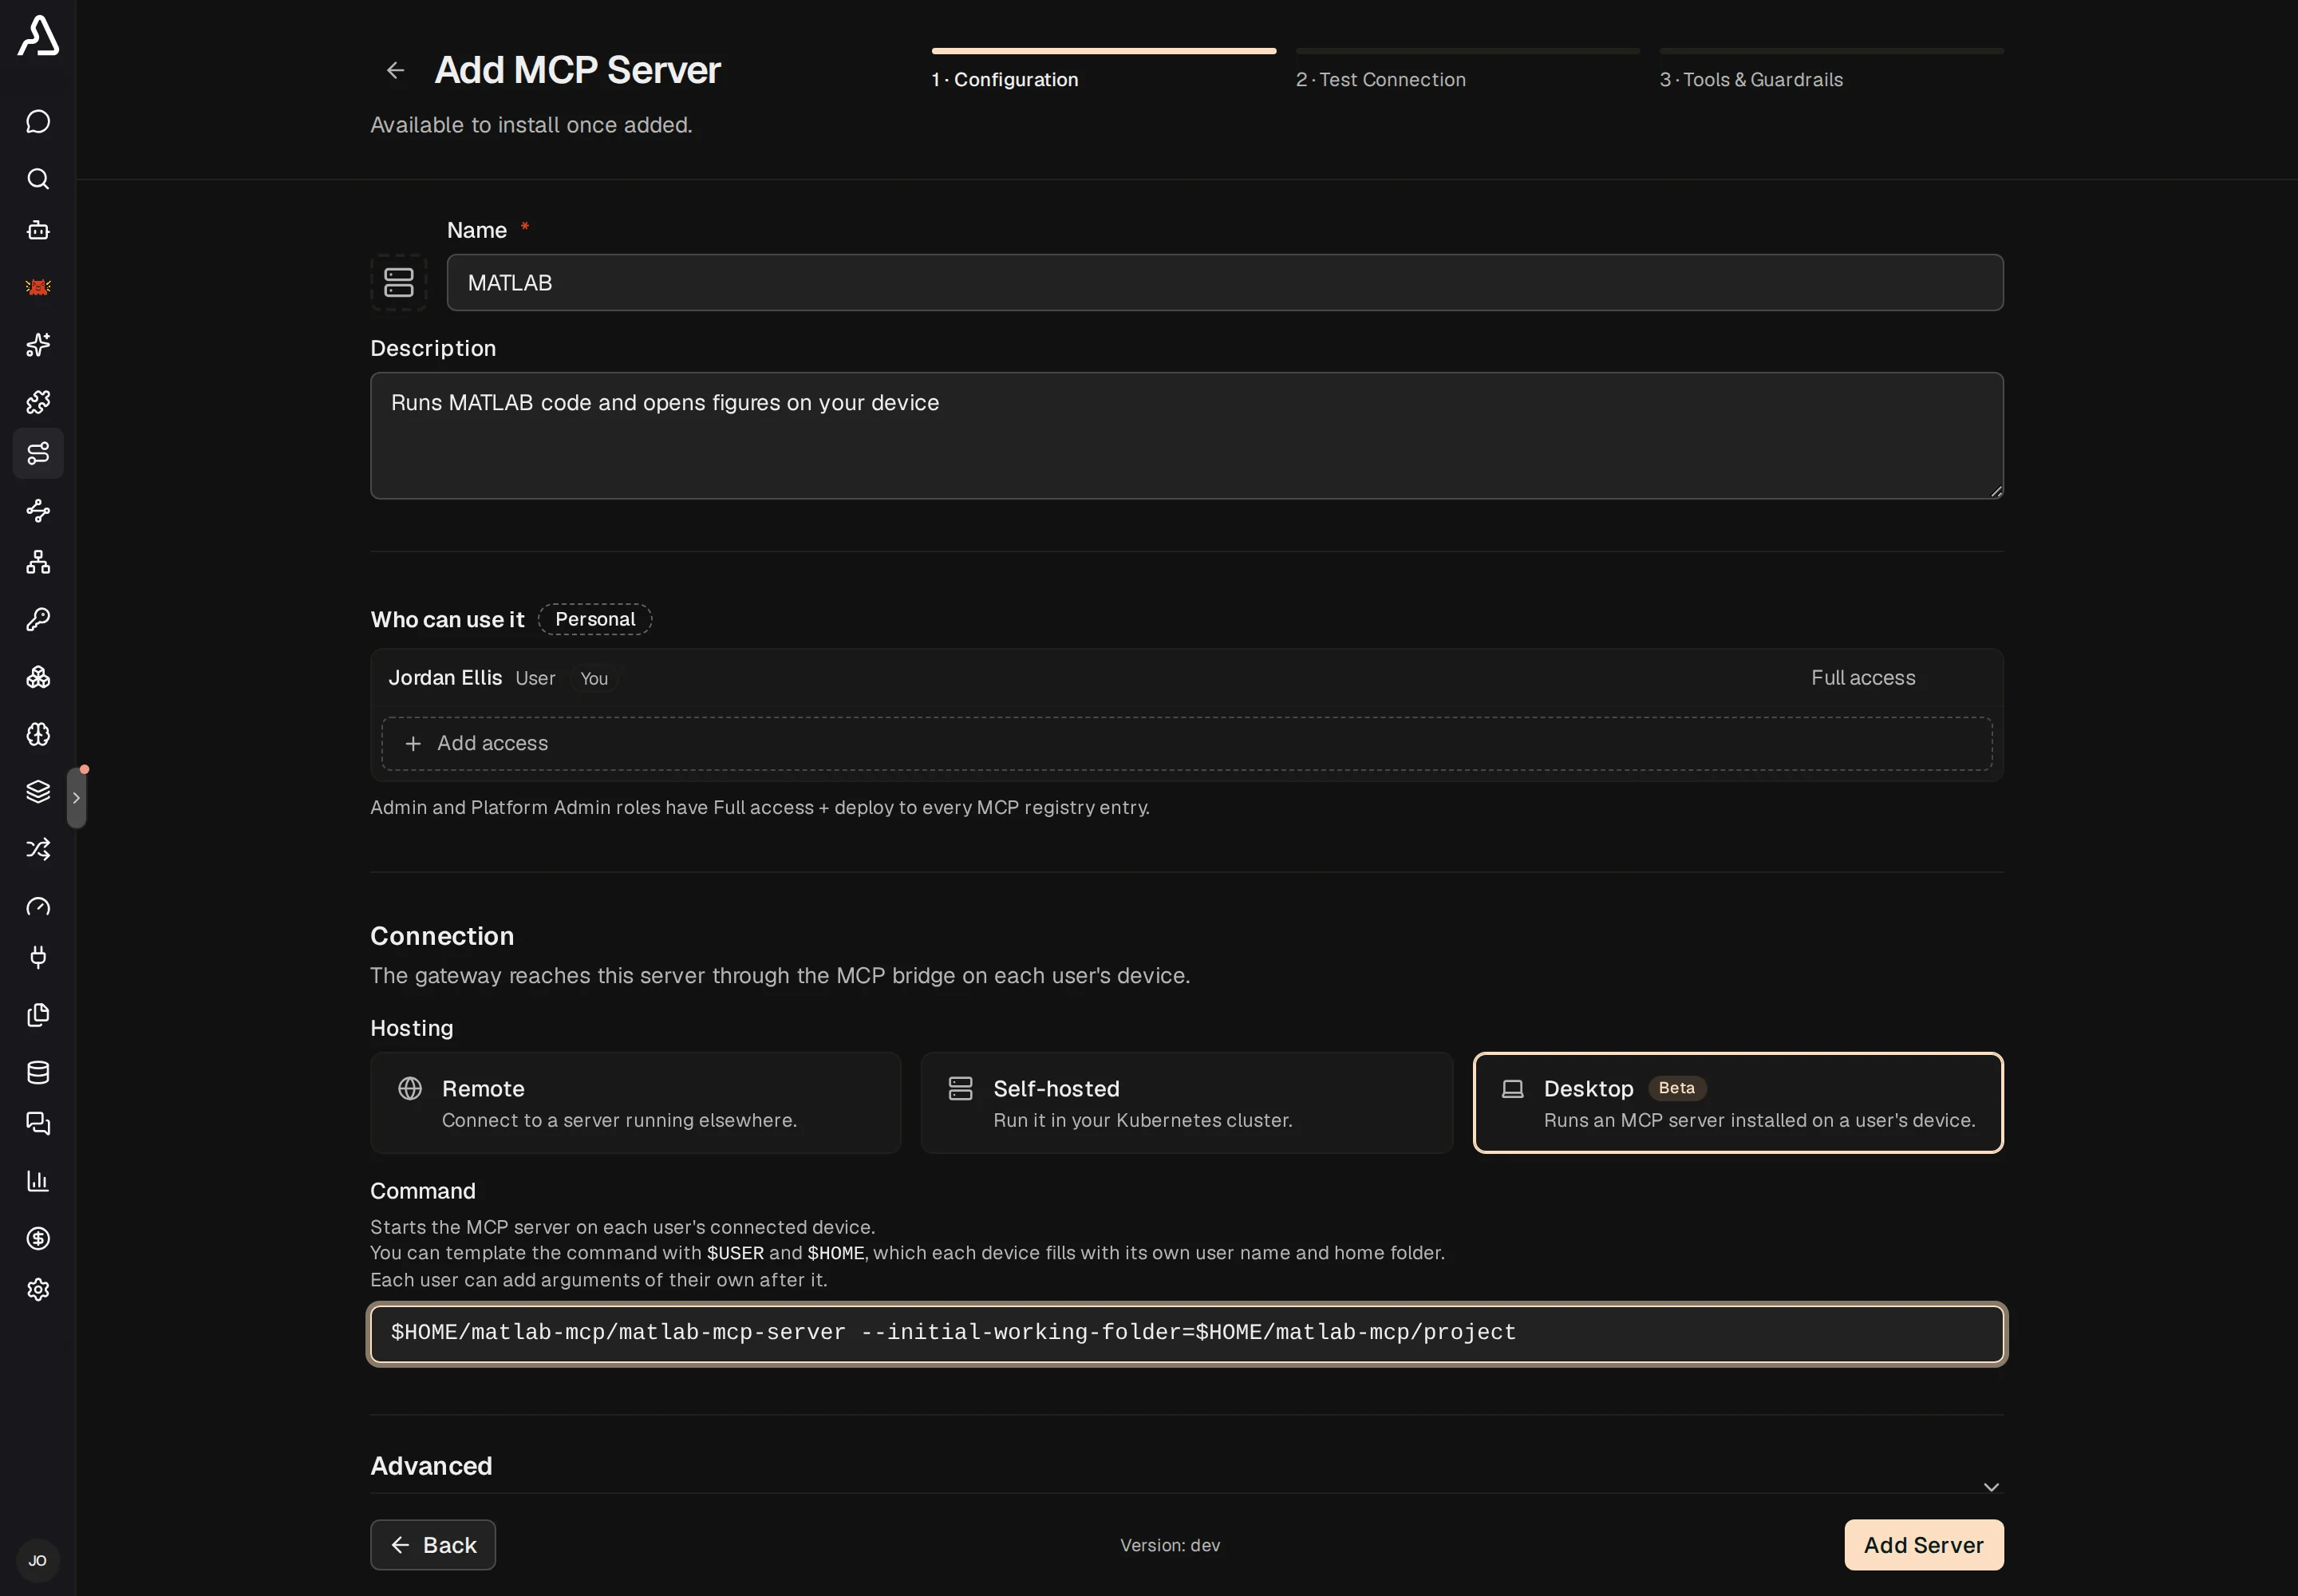 Add MCP Server
Available to install once added.
1 · Configuration
2 · Test Connection
3 · Tools & Guardrails
Name *
MATLAB
Description
Runs MATLAB code and opens figures on your device
Who can use it Personal
Jordan Ellis User You Full access
+ Add access
Admin and Platform Admin roles have Full access + deploy to every MCP registry entry.
Connection
The gateway reaches this server through the MCP bridge on each user's device.
Hosting
Remote
Connect to a server running elsewhere.
Self-hosted
Run it in your Kubernetes cluster.
Desktop Beta
Runs an MCP server installed on a user's device.
Command
Starts the MCP server on each user's connected device.
You can template the command with $USER and $HOME, which each device fills with its own user name and home folder.
Each user can add arguments of their own after it.
$HOME/matlab-mcp/matlab-mcp-server --initial-working-folder=$HOME/matlab-mcp/project
Advanced
Back
Version: dev
Add Server
JO